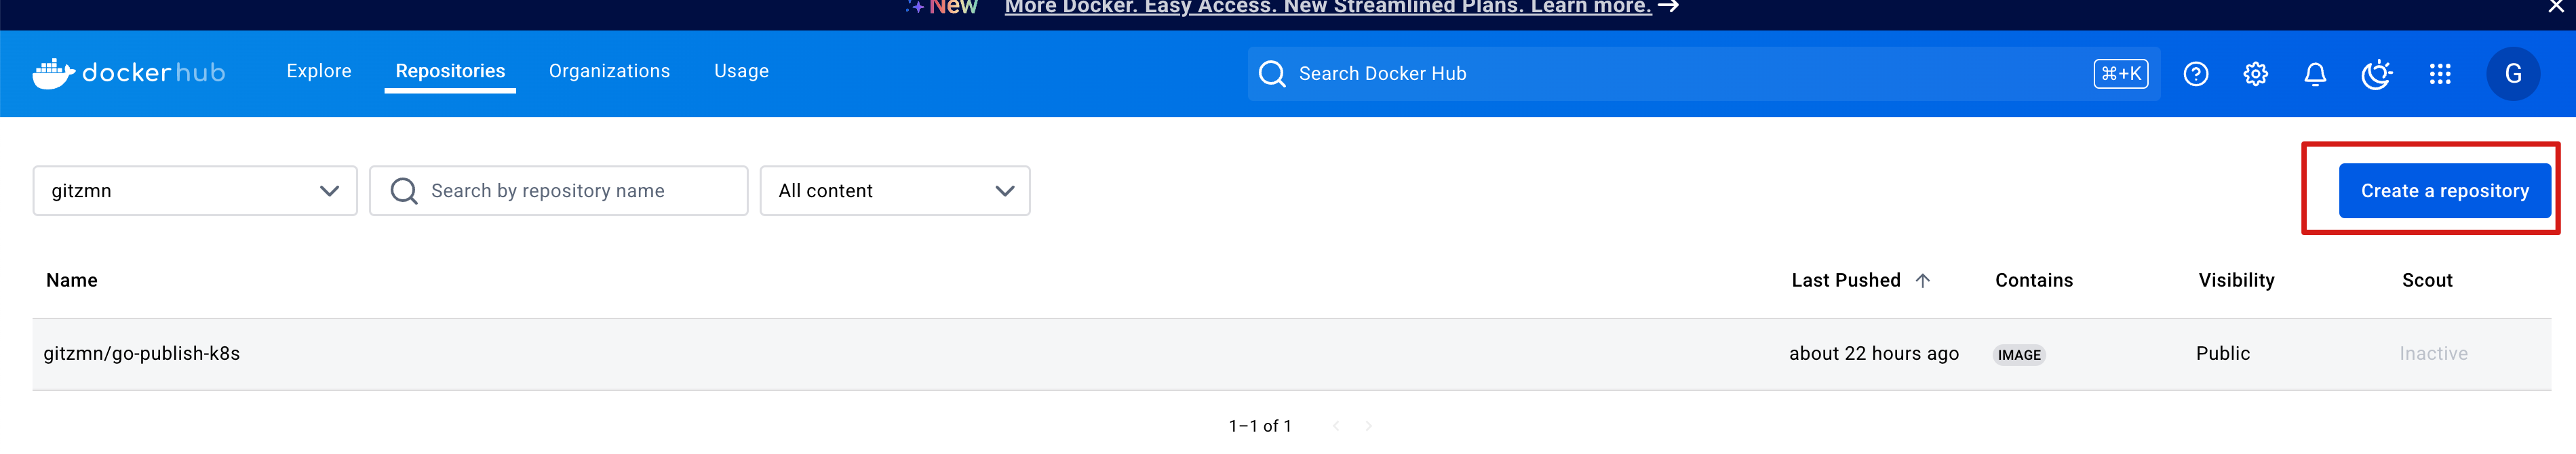 New More Docker. Easy Access. New Streamlined Plans. Learn more. →
dockerhub Explore Repositories Organizations Usage Search Docker Hub ⌘+K G
gitzmn Search by repository name All content Create a repository
Name Last Pushed ↑ Contains Visibility Scout
gitzmn/go-publish-k8s about 22 hours ago IMAGE Public Inactive
1–1 of 1